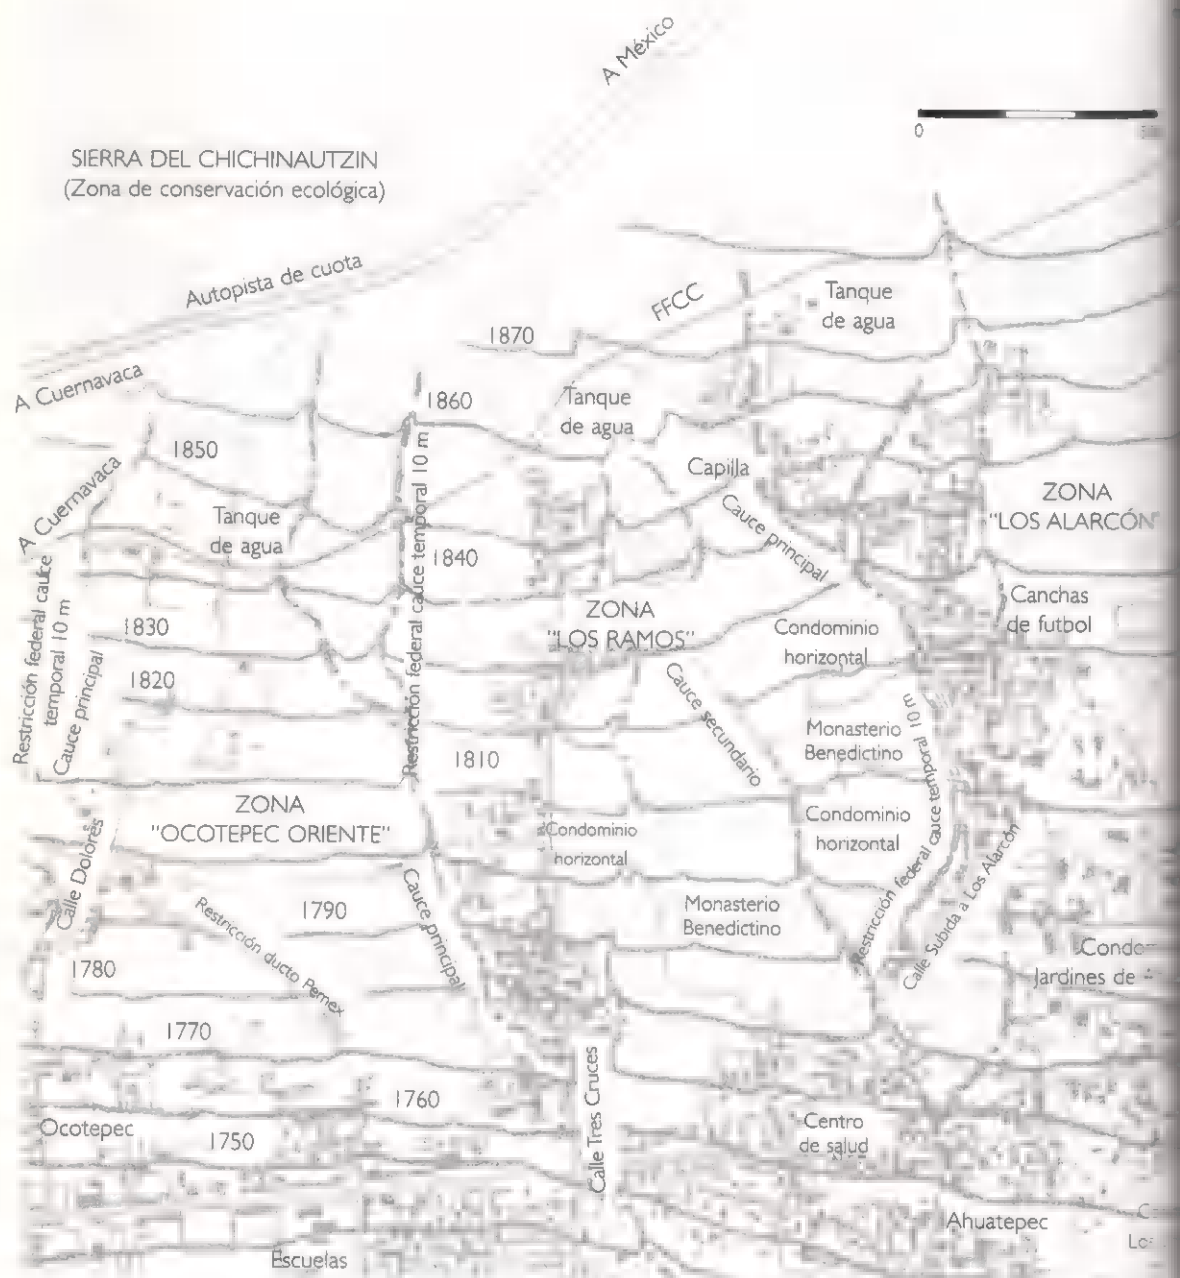 A México
0
SIERRA DEL CHICHINAUTZIN
(Zona de conservación ecológica)
Autopista de cuota
FFCC
Tanque
de agua
1870
A Cuernavaca
1860
Tanque
de agua
1850
Capilla
ZONA
"LOS ALARCÓN"
A Cuernavaca
Tanque
de agua
Restricción federal cauce temporal 10 m
Cauce principal
1840
Restricción federal cauce
temporal 10 m
Cauce principal
ZONA
"LOS RAMOS"
Canchas
de futbol
1830
Condominio
horizontal
1820
Cauce secundario
Restricción federal cauce temporal 10 m
Monasterio
Benedictino
1810
ZONA
"OCOTEPEC ORIENTE"
Condominio
horizontal
Condominio
horizontal
Calle Dolores
Calle Subida a Los Alarcón
Cauce principal
Restricción ducto Pemex
1790
Monasterio
Benedictino
1780
Jardines de
1770
Calle Tres Cruces
1760
Ocotepec
1750
Centro
de salud
Ahuatepec
Escuelas